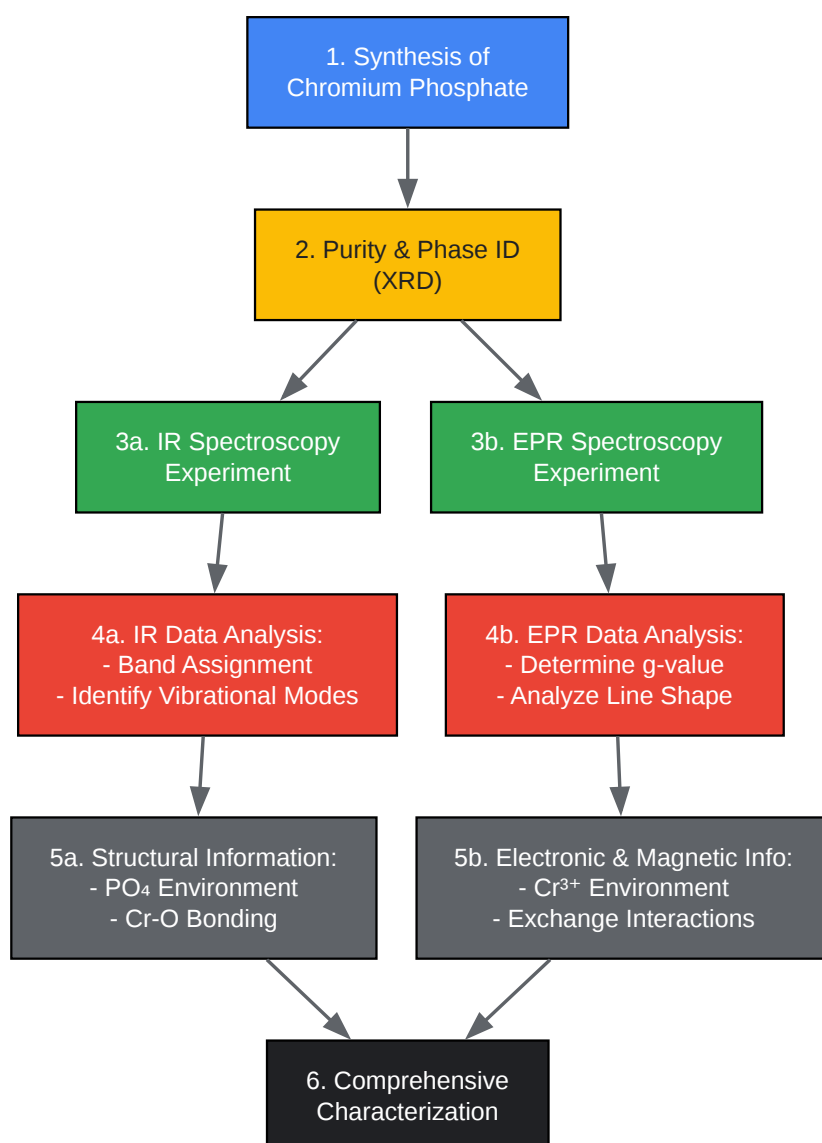 1. Synthesis of
Chromium Phosphate
2. Purity & Phase ID
(XRD)
3a. IR Spectroscopy
Experiment
3b. EPR Spectroscopy
Experiment
4a. IR Data Analysis:
- Band Assignment
- Identify Vibrational Modes
4b. EPR Data Analysis:
- Determine g-value
- Analyze Line Shape
5a. Structural Information:
- PO₄ Environment
- Cr-O Bonding
5b. Electronic & Magnetic Info:
- Cr³⁺ Environment
- Exchange Interactions
6. Comprehensive
Characterization